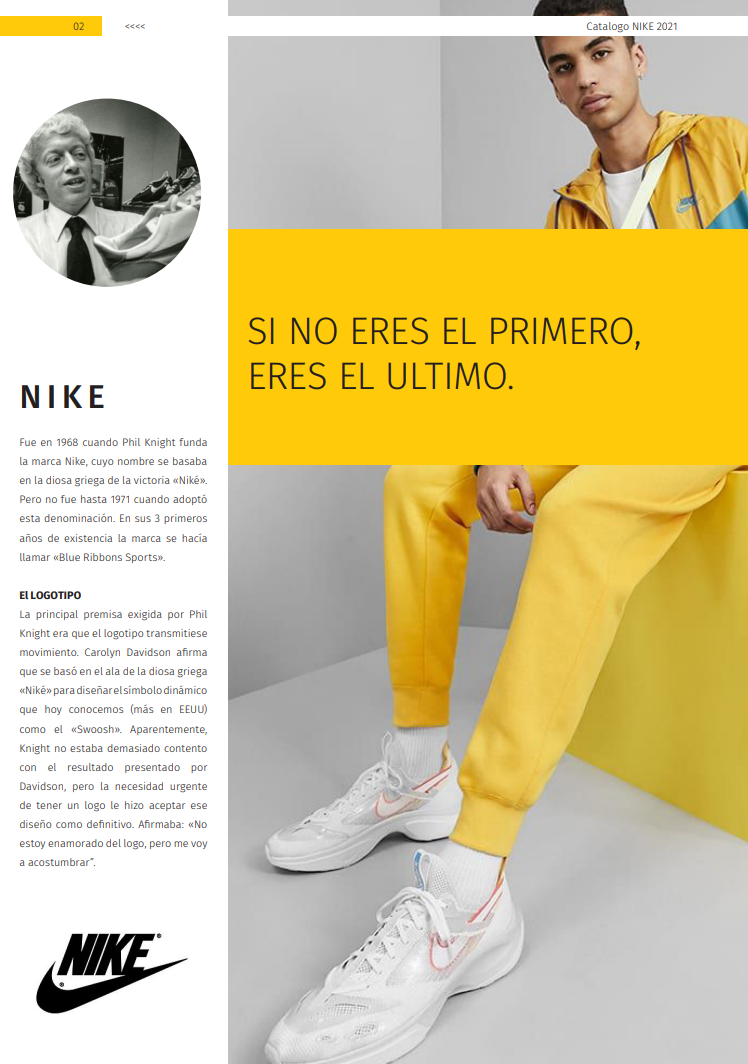 02
<<<<
Catalogo NIKE 2021
SI NO ERES EL PRIMERO,
ERES EL ULTIMO.
NIKE
Fue en 1968 cuando Phil Knight funda
la marca Nike, cuyo nombre se basaba
en la diosa griega de la victoria «Niké».
Pero no fue hasta 1971 cuando adoptó
esta denominación. En sus 3 primeros
años de existencia la marca se hacía
llamar «Blue Ribbons Sports».
El LOGOTIPO
La principal premisa exigida por Phil
Knight era que el logotipo transmitiese
movimiento. Carolyn Davidson afirma
que se basó en el ala de la diosa griega
«Niké» para diseñar el símbolo dinámico
que hoy conocemos (más en EEUU)
como el «Swoosh». Aparentemente,
Knight no estaba demasiado contento
con el resultado presentado por
Davidson, pero la necesidad urgente
de tener un logo le hizo aceptar ese
diseño como definitivo. Afirmaba: «No
estoy enamorado del logo, pero me voy
a acostumbrar”.
NIKE®
®